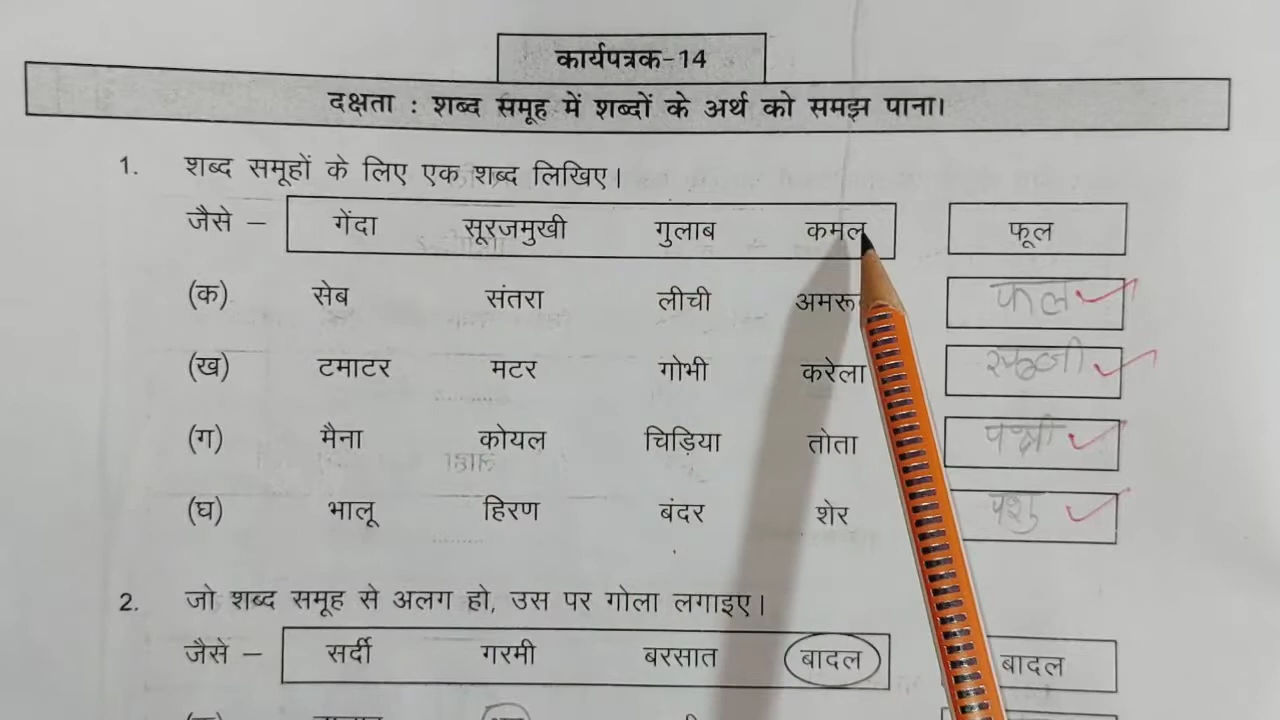 कार्यपत्रक-14
दक्षता : शब्द समूह में शब्दों के अर्थ को समझ पाना।
1. शब्द समूहों के लिए एक शब्द लिखिए।
जैसे – गेंदा सूरजमुखी गुलाब कमल फूल
(क) सेब संतरा लीची फल
(ख) टमाटर मटर गोभी करेला
(ग) मैना कोयल चिड़िया तोता पक्षी
(घ) भालू हिरण बंदर शेर पशु
2. जो शब्द समूह से अलग हो, उस पर गोला लगाइए।
जैसे – सर्दी गरमी बरसात बादल बादल